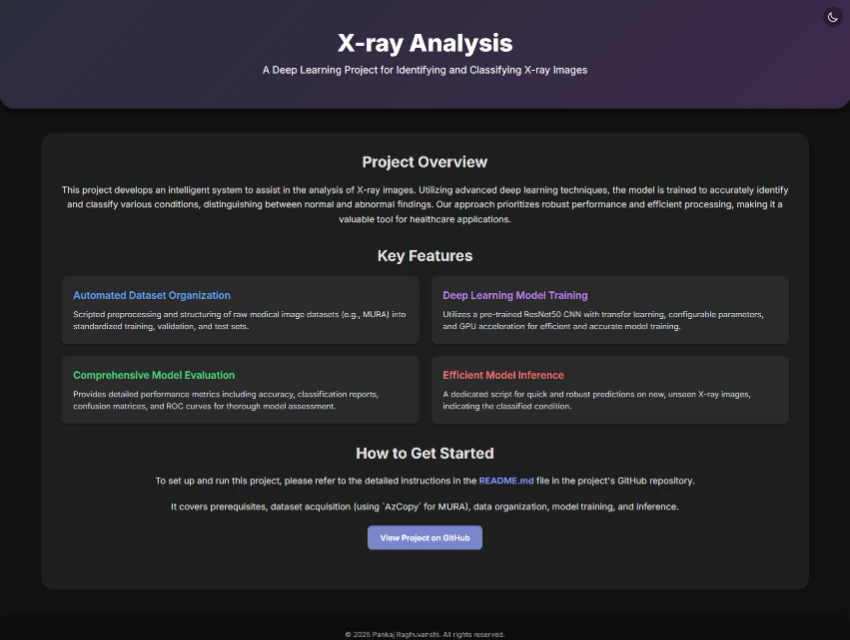 X-ray Analysis
A Deep Learning Project for Identifying and Classifying X-ray Images
Project Overview
This project develops an intelligent system to assist in the analysis of X-ray images. Utilizing advanced deep learning techniques, the model is trained to accurately identify
and classify various conditions, distinguishing between normal and abnormal findings. Our approach prioritizes robust performance and efficient processing, making it a
valuable tool for healthcare applications.
Key Features
Automated Dataset Organization
Scripted preprocessing and structuring of raw medical image datasets (e.g., MURA) into
standardized training, validation, and test sets.
Deep Learning Model Training
Utilizes a pre-trained ResNet50 CNN with transfer learning, configurable parameters,
and GPU acceleration for efficient and accurate model training.
Comprehensive Model Evaluation
Provides detailed performance metrics including accuracy, classification reports,
confusion matrices, and ROC curves for thorough model assessment.
Efficient Model Inference
A dedicated script for quick and robust predictions on new, unseen X-ray images,
indicating the classified condition.
How to Get Started
To set up and run this project, please refer to the detailed instructions in the README.md file in the project's GitHub repository.
It covers prerequisites, dataset acquisition (using `AzCopy` for MURA), data organization, model training, and inference.
View Project on GitHub
© 2025 Pankaj Raghuvanshi. All rights reserved.